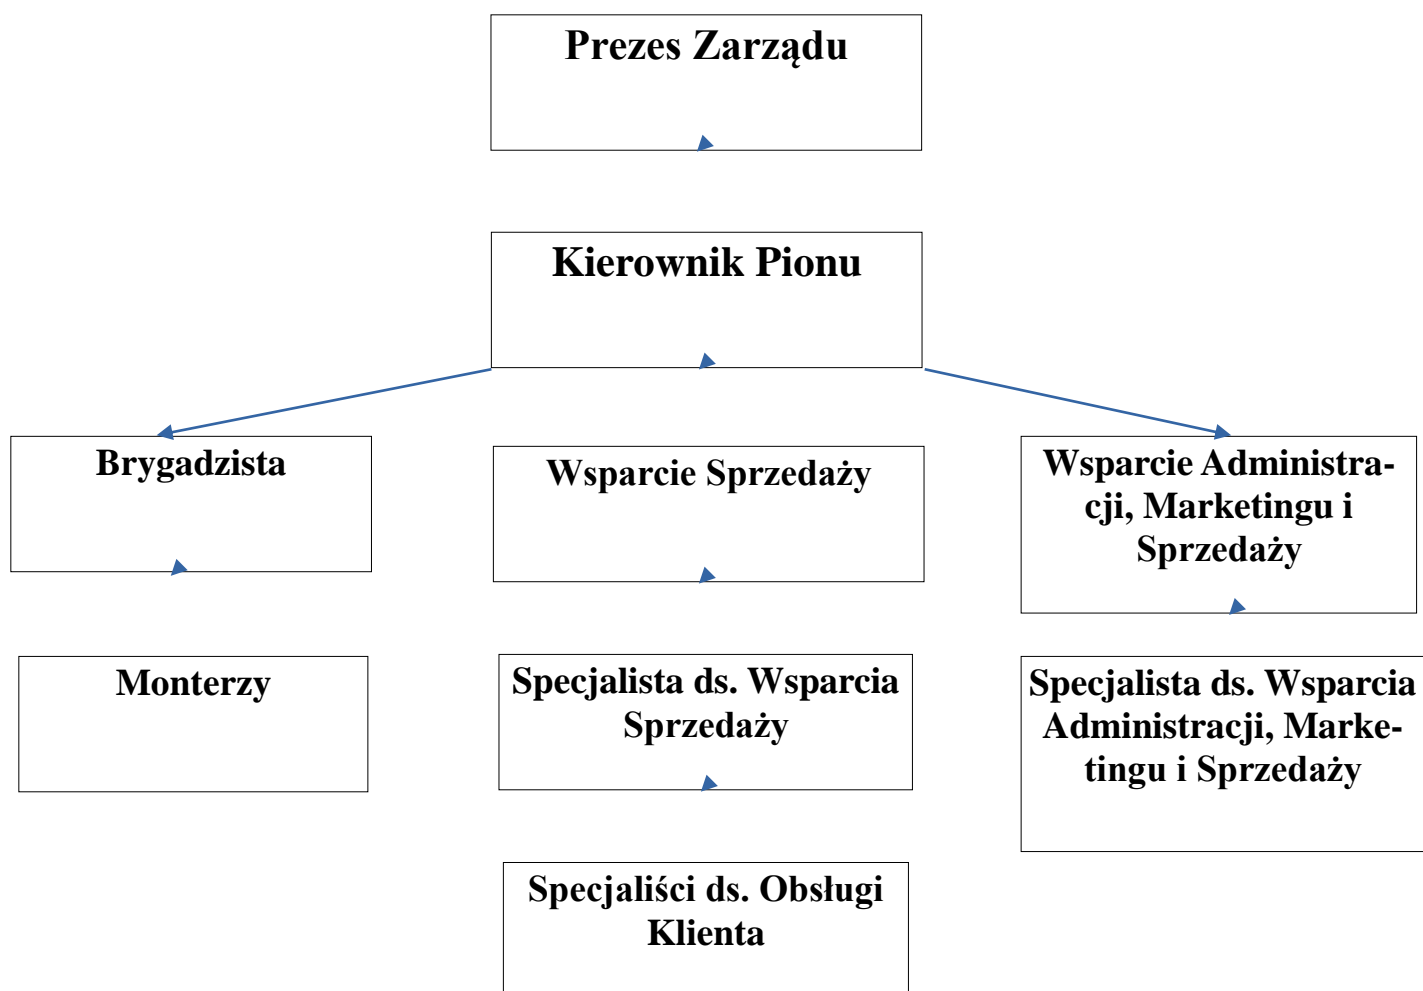 Prezes Zarządu
Kierownik Pionu
Brygadzista
Wsparcie Sprzedaży
Wsparcie Administra-
cji, Marketingu i
Sprzedaży
Monterzy
Specjalista ds. Wsparcia
Sprzedaży
Specjalista ds. Wsparcia
Administracji, Marke-
tingu i Sprzedaży
Specjaliści ds. Obsługi
Klienta